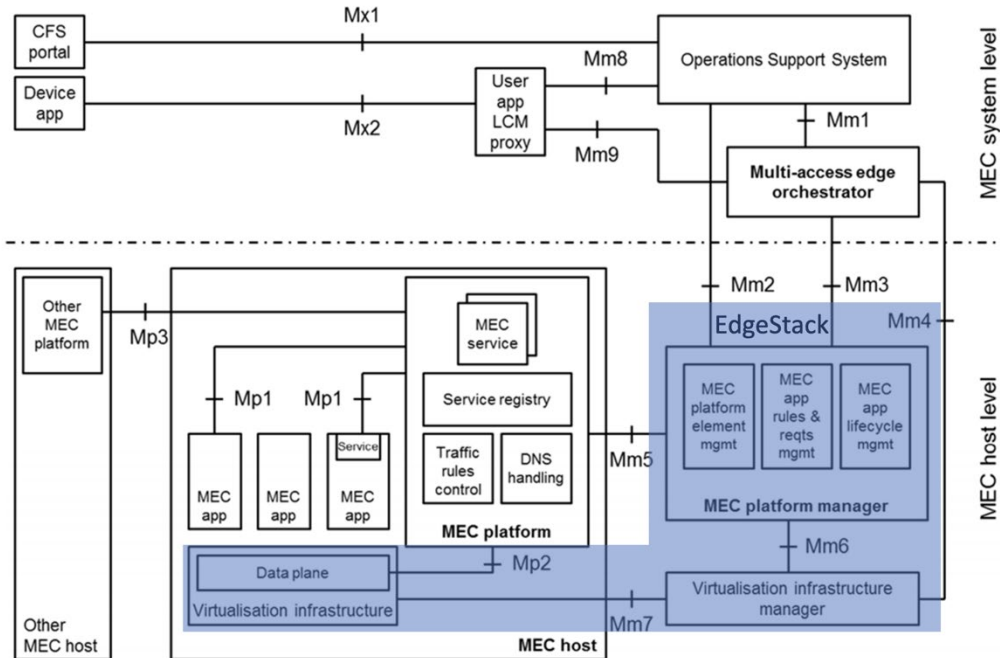 Mx1
CFS
portal
Operations Support System
MEC system level
Mm8
Device
app
User
app
LCM
proxy
Mx2
Mm9
Mm1
Multi-access edge
orchestrator
Mm2
Mm3
Other
MEC
platform
Mp3
MEC
service
EdgeStack
Mm4
Mp1
Mp1
Service registry
MEC
platform
element
mgmt
MEC
app
rules &
reqts
mgmt
MEC
app
lifecycle
mgmt
MEC host level
Service
Traffic
rules
control
DNS
handling
Mm5
MEC
app
MEC
app
MEC
app
MEC platform
MEC platform manager
Mp2
Mm6
Data plane
Virtualisation infrastructure
Virtualisation infrastructure
manager
Mm7
Other
MEC host
MEC host